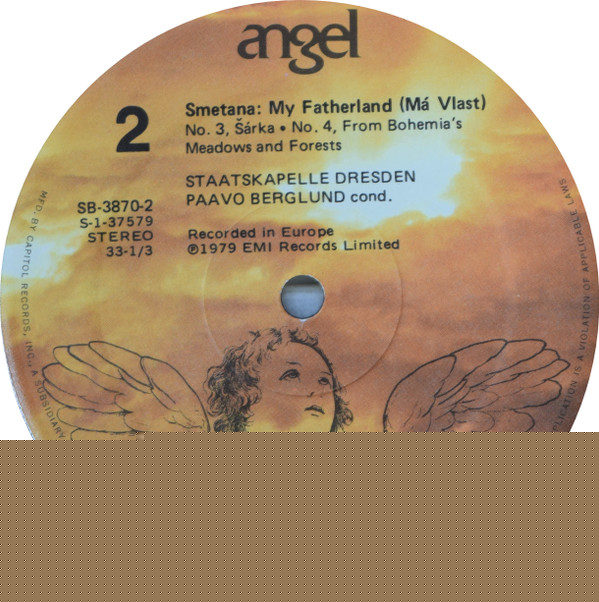 angel
2
Smetana: My Fatherland (Má Vlast)
No. 3, Šárka • No. 4, From Bohemia's
Meadows and Forests
STAATSKAPELLE DRESDEN
PAAVO BERGLUND cond.
SB-3870-2
S-1-37579
STEREO
33-1/3
Recorded in Europe
℗1979 EMI Records Limited
MFD. BY CAPITOL RECORDS, INC., A SUBSIDIARY
PLICATION IS A VIOLATION OF APPLICABLE LAWS